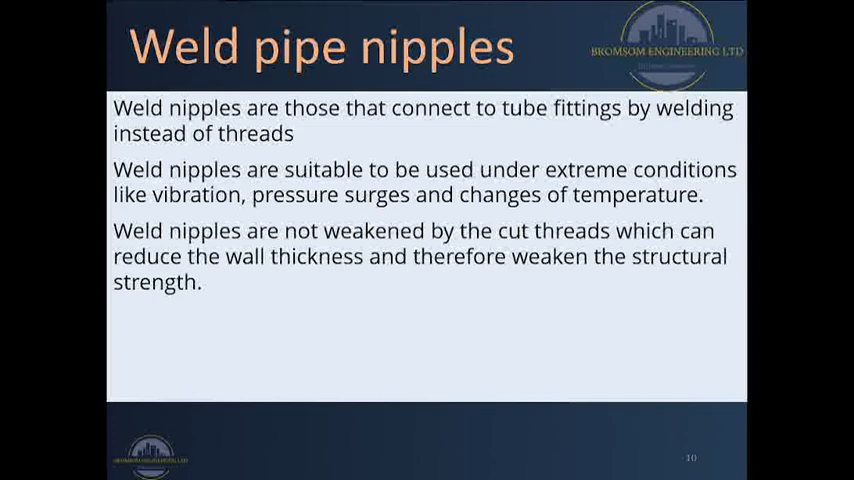 Weld pipe nipples
BROMSOM ENGINEERING LTD
Weld nipples are those that connect to tube fittings by welding
instead of threads
Weld nipples are suitable to be used under extreme conditions
like vibration, pressure surges and changes of temperature.
Weld nipples are not weakened by the cut threads which can
reduce the wall thickness and therefore weaken the structural
strength.
BROMSOM ENGINEERING LTD
10